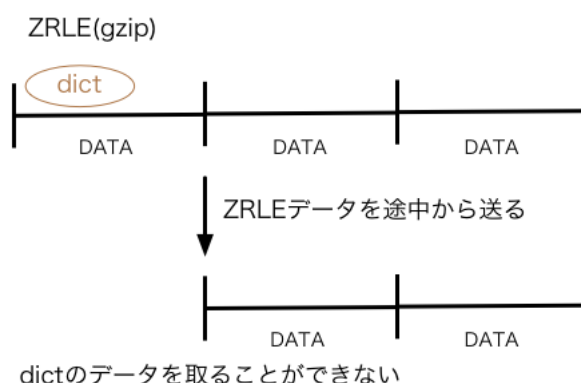 ZRLE(gzip)
dict
DATA DATA DATA
ZRLEデータを途中から送る
DATA DATA
dictのデータを取ることができない